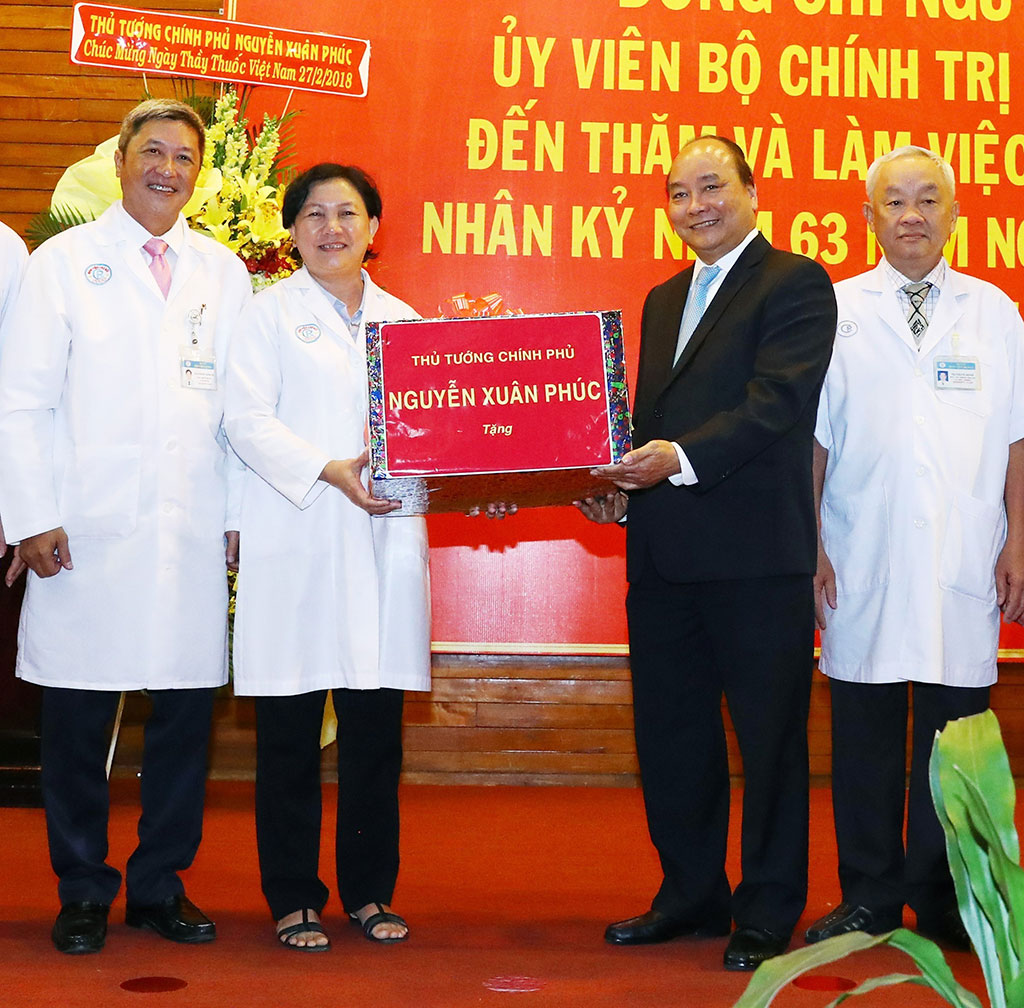 THỦ TƯỚNG CHÍNH PHỦ NGUYỄN XUÂN PHÚC
Chúc Mừng Ngày Thầy Thuốc Việt Nam 27/2/2018
ĐỒNG CHÍ
ỦY VIÊN BỘ CHÍNH TRỊ
ĐẾN THĂM VÀ LÀM VIỆC
NHÂN KỶ 63
THỦ TƯỚNG CHÍNH PHỦ
NGUYỄN XUÂN PHÚC
Tặng